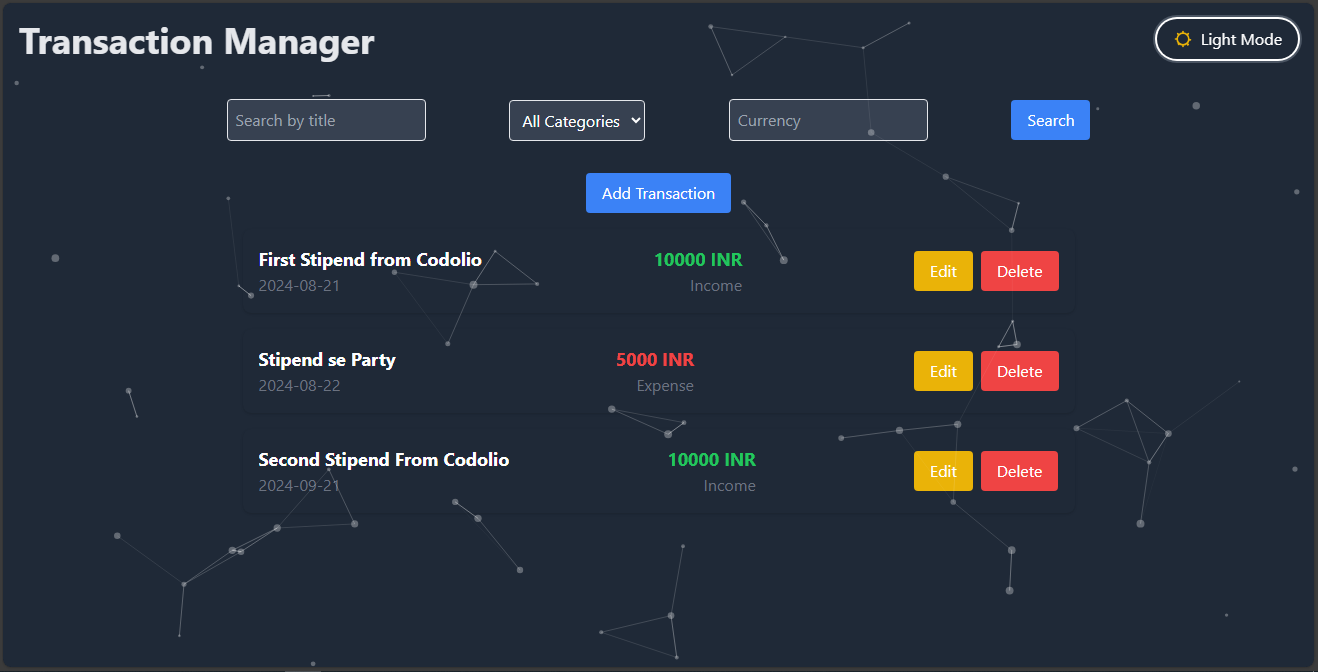 Transaction Manager
Light Mode
Search by title
All Categories
Currency
Search
Add Transaction
First Stipend from Codolio
2024-08-21
10000 INR
Income
Edit
Delete
Stipend se Party
2024-08-22
5000 INR
Expense
Edit
Delete
Second Stipend From Codolio
2024-09-21
10000 INR
Income
Edit
Delete